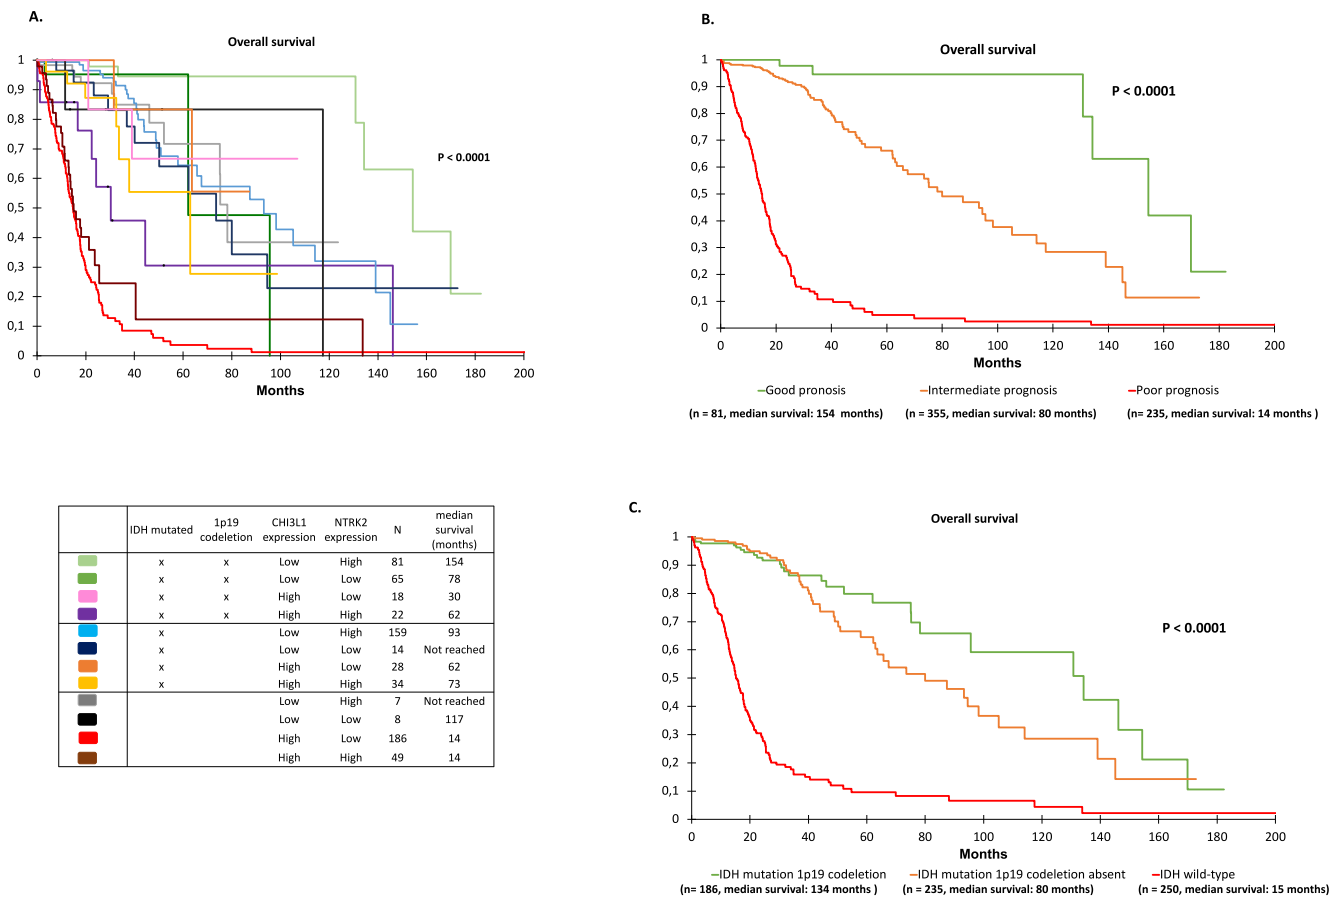 A.
Overall survival
1
0,9
0,8
0,7
0,6
0,5
0,4
0,3
0,2
0,1
0
P < 0.0001
0 20 40 60 80 100 120 140 160 180 200
Months
B.
Overall survival
1
0,9
0,8
0,7
0,6
0,5
0,4
0,3
0,2
0,1
0
P < 0.0001
0 20 40 60 80 100 120 140 160 180 200
Months
Good pronosis Intermediate prognosis Poor prognosis
(n = 81, median survival: 154 months) (n = 355, median survival: 80 months) (n= 235, median survival: 14 months )
IDH mutated 1p19 codeletion CHI3L1 expression NTRK2 expression N median survival (months)
x x Low High 81 154
x x Low Low 65 78
x x High Low 18 30
x x High High 22 62
x Low High 159 93
x Low Low 14 Not reached
x High Low 28 62
x High High 34 73
Low High 7 Not reached
Low Low 8 117
High Low 186 14
High High 49 14
C.
Overall survival
1
0,9
0,8
0,7
0,6
0,5
0,4
0,3
0,2
0,1
0
P < 0.0001
0 20 40 60 80 100 120 140 160 180 200
Months
IDH mutation 1p19 codeletion IDH mutation 1p19 codeletion absent IDH wild-type
(n= 186, median survival: 134 months ) (n = 235, median survival: 80 months) (n = 250, median survival: 15 months)